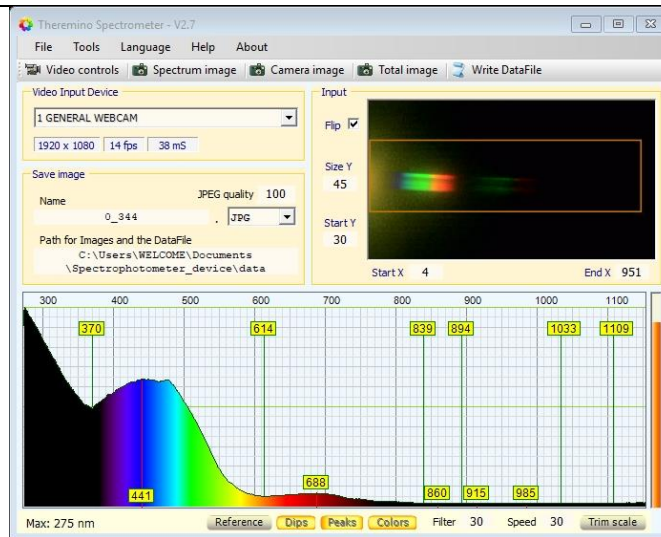 Theremino Spectrometer - V2.7
File Tools Language Help About
Video controls Spectrum image Camera image Total image Write DataFile
Video Input Device
1 GENERAL WEBCAM
1920 x 1080 14 fps 38 mS
Save image
Name JPEG quality 100
0_344 . JPG
Path for Images and the DataFile
C:\Users\WELCOME\Documents
\Spectrophotometer_device\data
Input
Flip
Size Y
45
Start Y
30
Start X 4 End X 951
300 400 500 600 700 800 900 1000 1100
370 614 839 894 1033 1109
441 688 860 915 985
Max: 275 nm Reference Dips Peaks Colors Filter 30 Speed 30 Trim scale